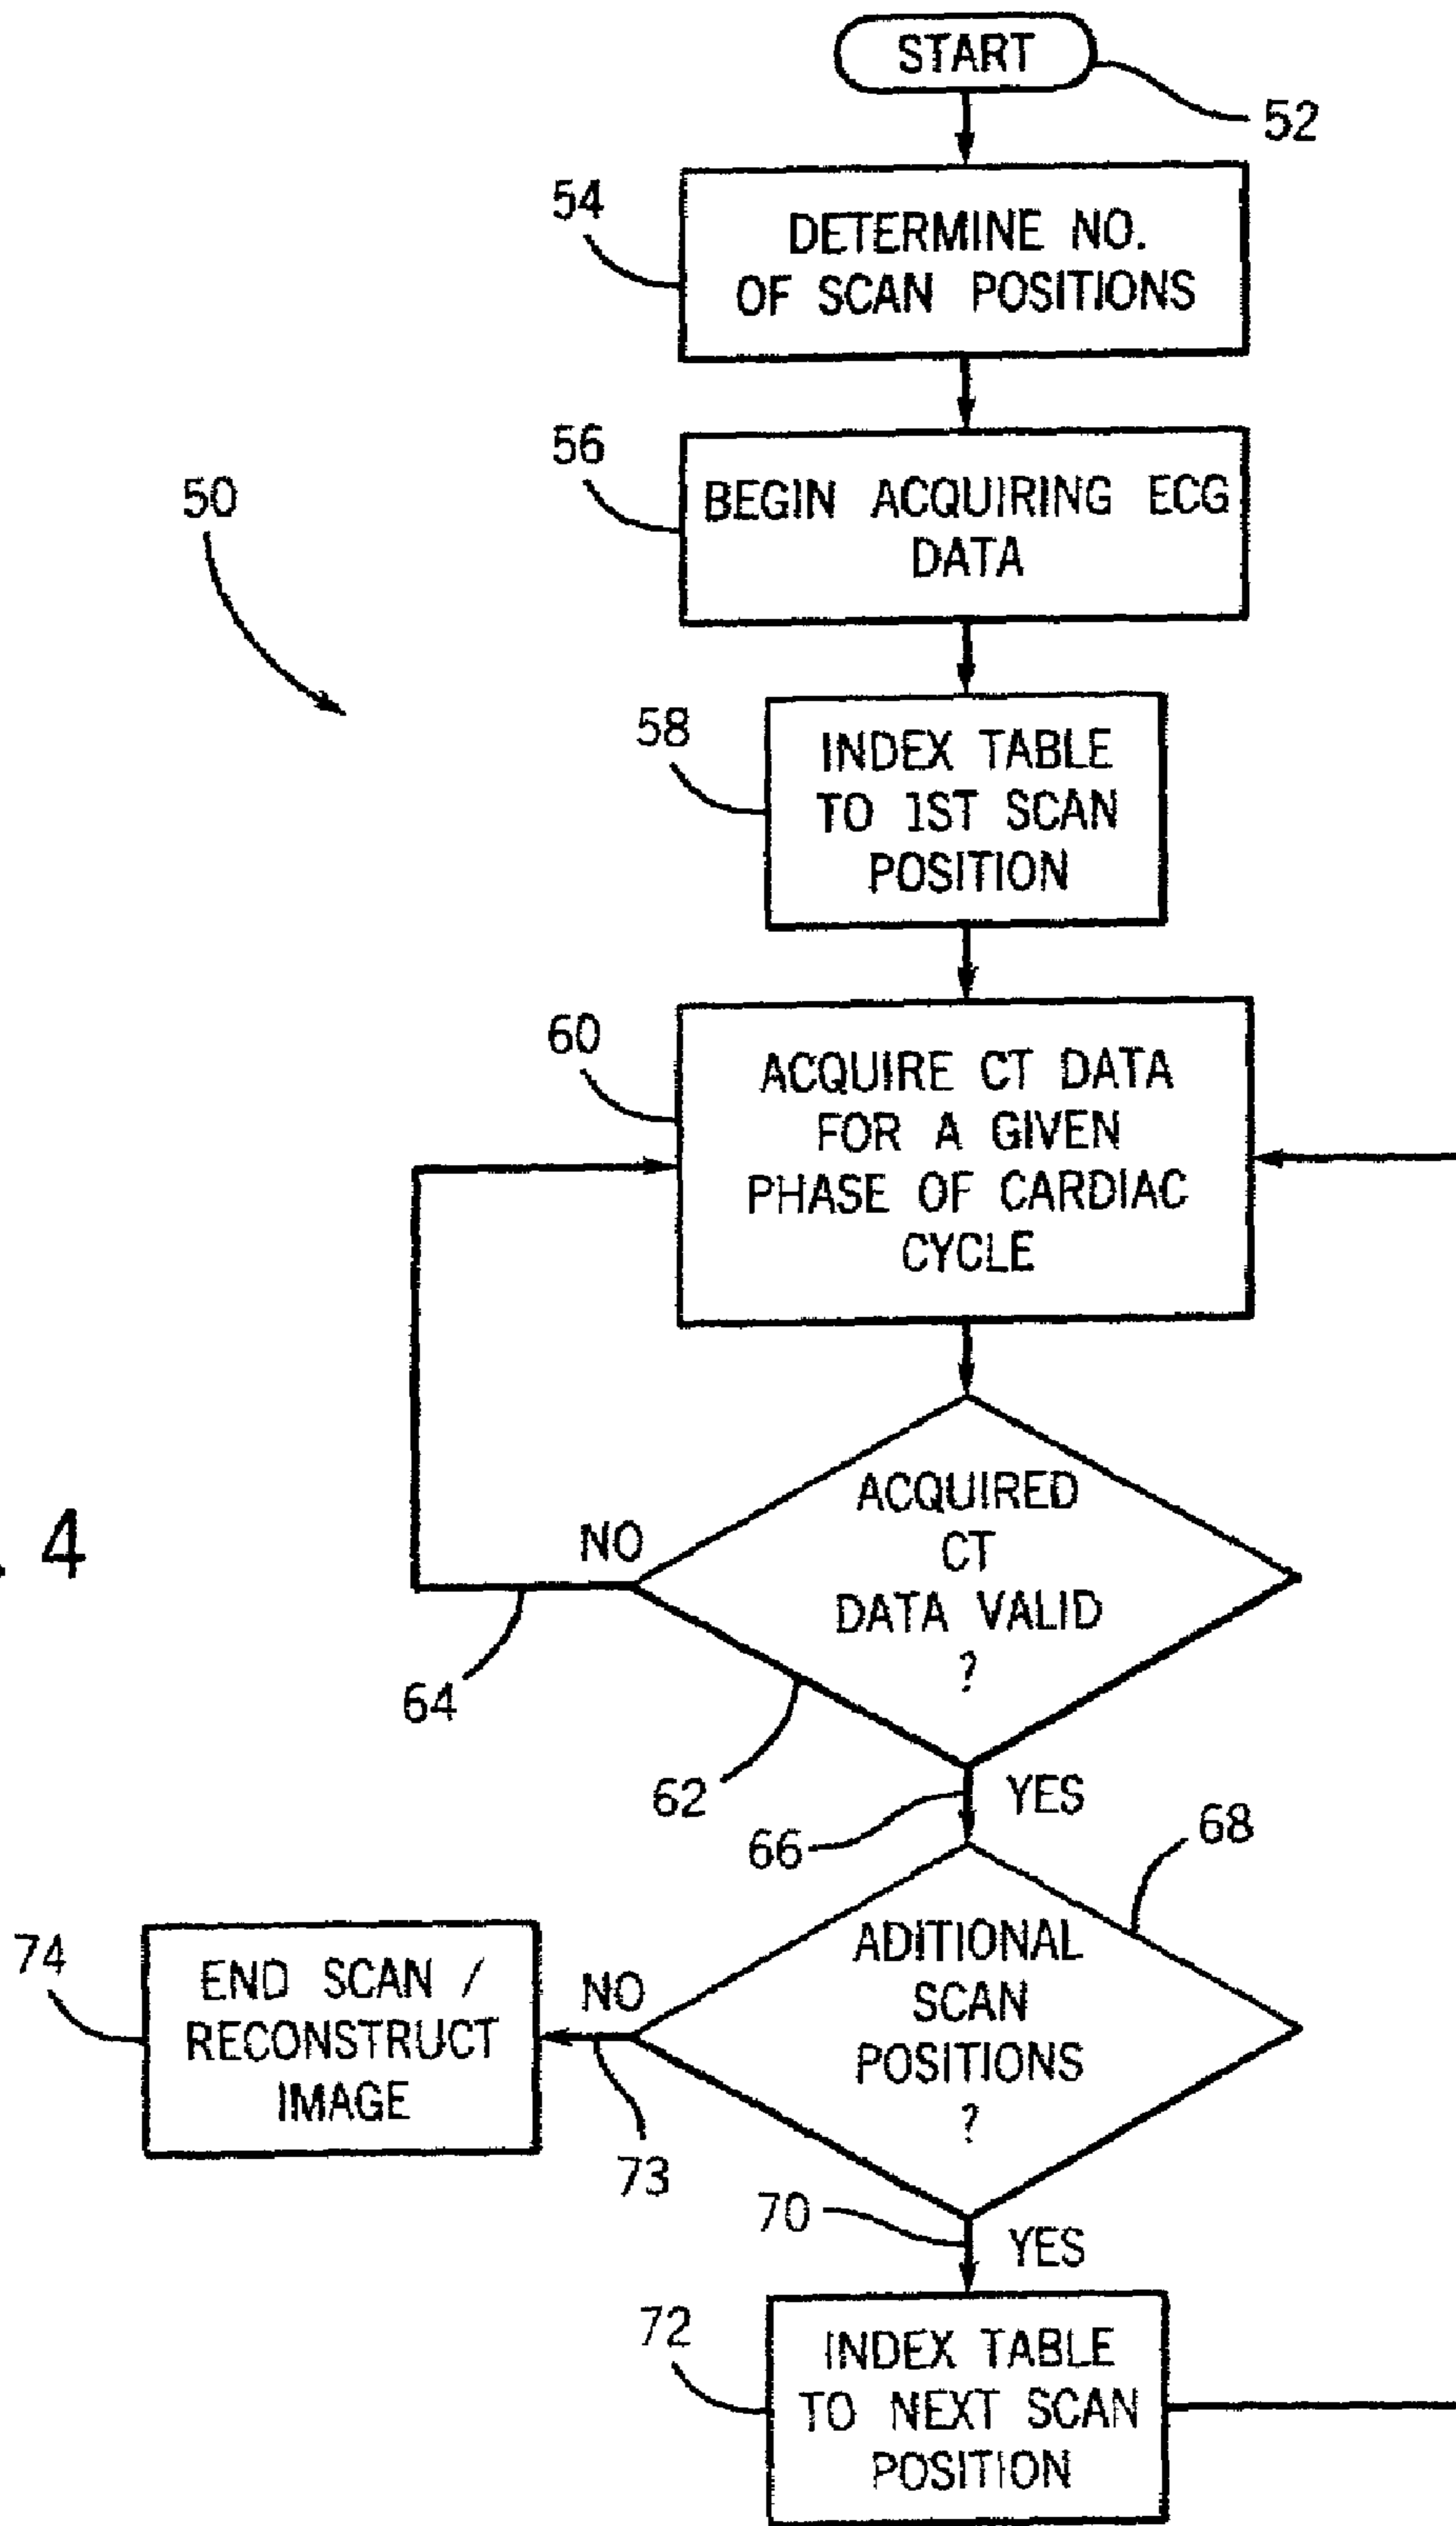 START
52
54
DETERMINE NO.
OF SCAN POSITIONS
56
BEGIN ACQUIRING ECG
DATA
50
58
INDEX TABLE
TO 1ST SCAN
POSITION
60
ACQUIRE CT DATA
FOR A GIVEN
PHASE OF CARDIAC
CYCLE
4
NO
ACQUIRED
CT
DATA VALID
?
64
62
66
YES
68
74
END SCAN /
RECONSTRUCT
IMAGE
NO
73
ADITIONAL
SCAN
POSITIONS
?
70
YES
72
INDEX TABLE
TO NEXT SCAN
POSITION